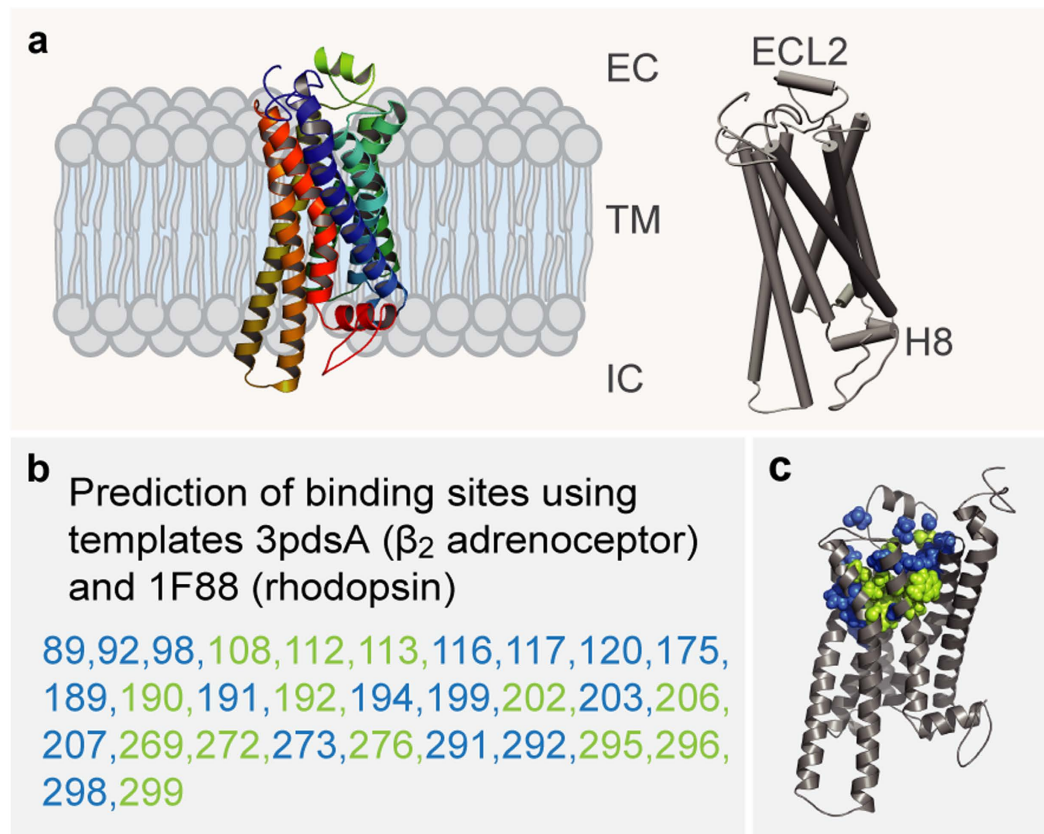 a
EC
ECL2
TM
H8
IC
b
Prediction of binding sites using
templates 3pdsA (β₂ adrenoceptor)
and 1F88 (rhodopsin)
89,92,98,108,112,113,116,117,120,175,
189,190,191,192,194,199,202,203,206,
207,269,272,273,276,291,292,295,296,
298,299
c